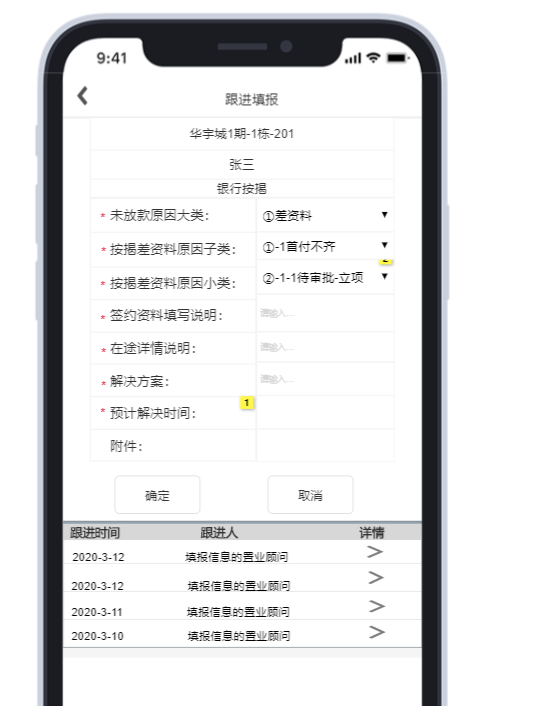 9:41
跟进填报
华宇城1期-1栋-201
张三
银行按揭
* 未放款原因大类： ①差资料
* 按揭差资料原因子类： ①-1首付不齐
* 按揭差资料原因小类： ②-1-1待审批-立项
* 签约资料填写说明： 请输入...
* 在途详情说明： 请输入...
* 解决方案： 请输入...
* 预计解决时间： 1
附件：
确定 取消
跟进时间 跟进人 详情
2020-3-12 填报信息的置业顾问
2020-3-12 填报信息的置业顾问
2020-3-11 填报信息的置业顾问
2020-3-10 填报信息的置业顾问